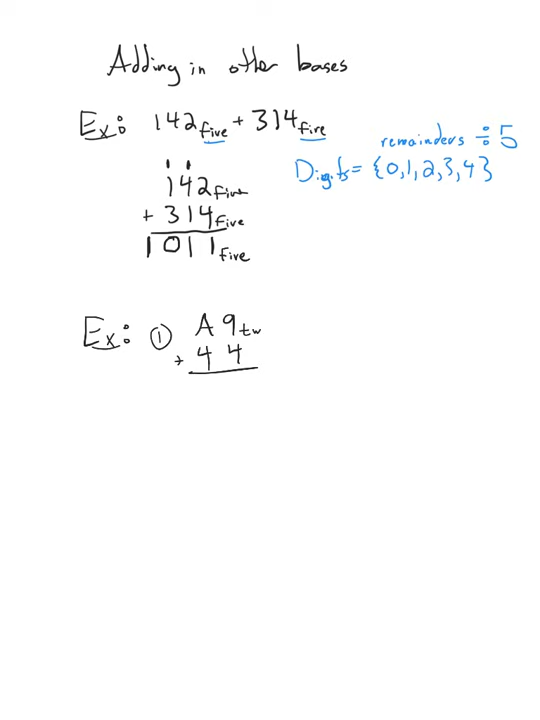 Adding in other bases
Ex: 142five + 314five
remainders ÷ 5
Digits = {0,1,2,3,4}
1 1
142five
+ 314five
1011five
Ex: ① A9tw
+ 44